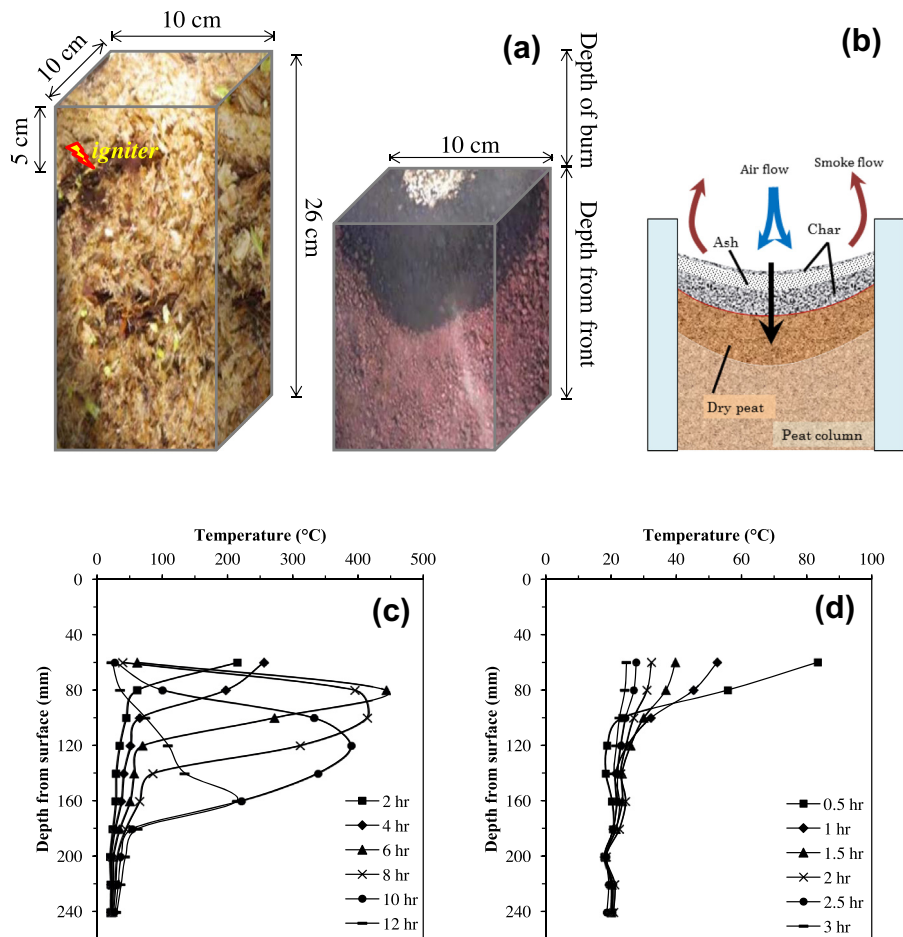 10 cm
10 cm
5 cm
igniter
26 cm
(a)
10 cm
Depth of burn
Depth from front
(b)
Air flow
Smoke flow
Ash
Char
Dry peat
Peat column
Temperature (°C)
0 100 200 300 400 500
(c)
Depth from surface (mm)
0
40
80
120
160
200
240
2 hr
4 hr
6 hr
8 hr
10 hr
12 hr
Temperature (°C)
0 20 40 60 80 100
(d)
Depth from surface (mm)
0
40
80
120
160
200
240
0.5 hr
1 hr
1.5 hr
2 hr
2.5 hr
3 hr